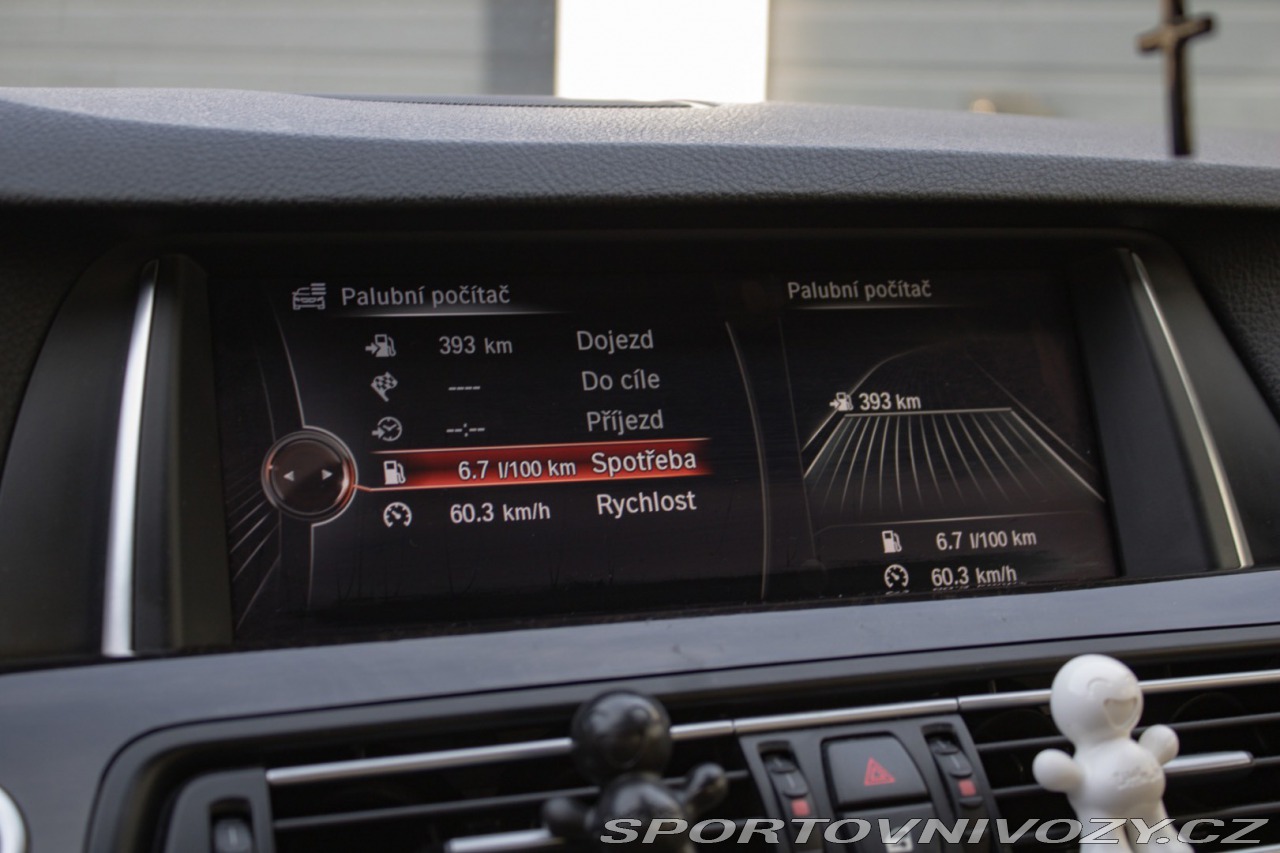 Palubní počítač
393 km Dojezd
---- Do cíle
--:-- Příjezd
6.7 l/100 km Spotřeba
60.3 km/h Rychlost
Palubní počítač
393 km
6.7 l/100 km
60.3 km/h
SPORTOVNIVOZY.CZ